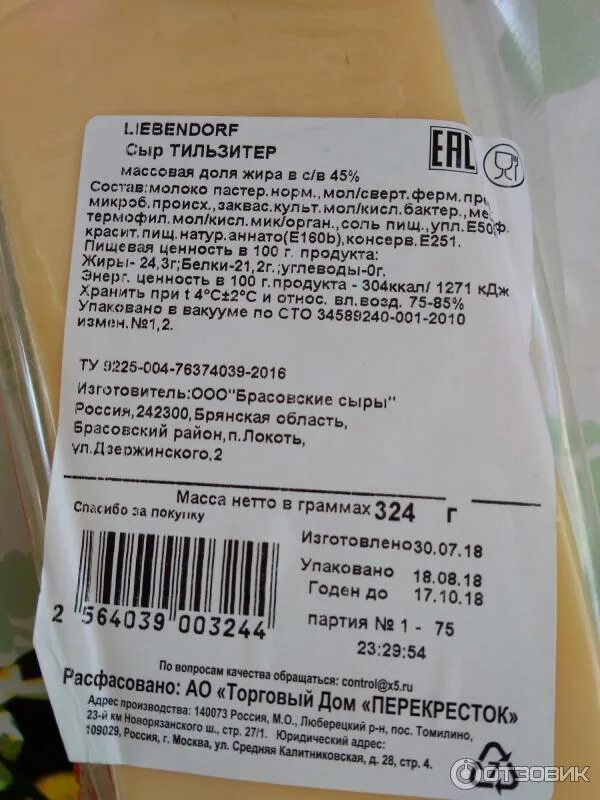 LIEBENDORF
Сыр ТИЛЬЗИТЕР
EAC
массовая доля жира в с/в 45%
Состав:молоко пастер.норм.,мол/сверт.ферм.
микроб.происх.,заквас.культ.мол/кисл.бактер.,
термофил.мол/кисл.мик/орган.,соль пищ.,упл.E50
красит.пищ.натур.аннато(E160b),консерв.E251.
Пищевая ценность в 100 г. продукта:
Жиры- 24,3г;Белки-21,2г.;углеводы-0г.
Энерг. ценность в 100 г.продукта - 304ккал/ 1271 кДж
Хранить при t 4°C±2°C и относ. вл.возд. 75-85%
Упаковано в вакууме по СТО 34589240-001-2010
измен.№1,2.
ТУ 9225-004-76374039-2016
Изготовитель:ООО"Брасовские сыры"
Россия,242300,Брянская область,
Брасовский район,п.Локоть,
ул.Дзержинского,2
Масса нетто в граммах 324 г
Спасибо за покупку
Изготовлено30.07.18
Упаковано 18.08.18
Годен до 17.10.18
партия № 1 - 75
23:29:54
2 564039 003244
По вопросам качества обращаться: control@x5.ru
Расфасовано: АО «Торговый Дом «ПЕРЕКРЕСТОК»
Адрес производства: 140073 Россия, М.О., Люберецкий р-н, пос. Томилино,
23-й км Новорязанского ш., стр. 27/1. Юридический адрес:
109029, Россия, г. Москва, ул. Средняя Калитниковская, д. 28, стр. 4.
ОТЗОВИК